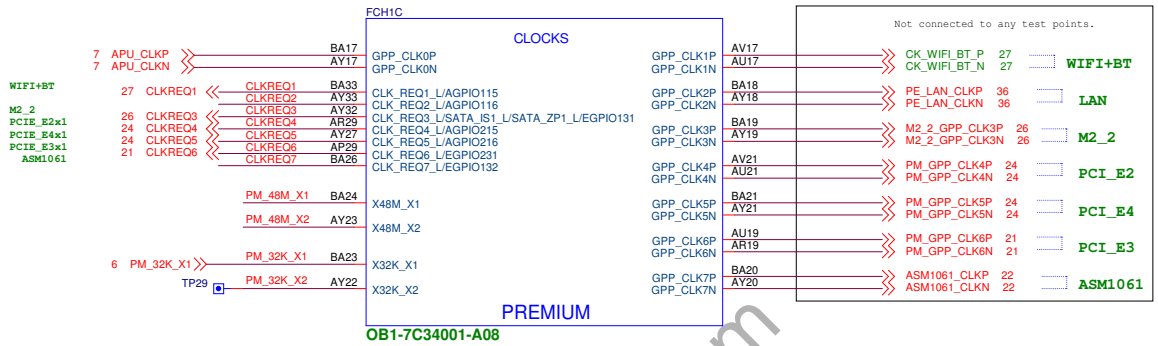 FCH1C
CLOCKS
Not connected to any test points.
7 APU_CLKP BA17 GPP_CLK0P
7 APU_CLKN AY17 GPP_CLK0N
WIFI+BT 27 CLKREQ1 CLKREQ1 BA33 CLK_REQ1_L/AGPIO115
CLKREQ2 AY33 CLK_REQ2_L/AGPIO116
M2_2 26 CLKREQ3 CLKREQ3 AY32 CLK_REQ3_L/SATA_IS1_L/SATA_ZP1_L/EGPIO131
PCIE_E2x1 24 CLKREQ4 CLKREQ4 AR29 CLK_REQ4_L/AGPIO215
PCIE_E4x1 24 CLKREQ5 CLKREQ5 AY27 CLK_REQ5_L/AGPIO216
PCIE_E3x1 21 CLKREQ6 CLKREQ6 AP29 CLK_REQ6_L/EGPIO231
ASM1061 CLKREQ7 BA26 CLK_REQ7_L/EGPIO132
PM_48M_X1 BA24 X48M_X1
PM_48M_X2 AY23 X48M_X2
6 PM_32K_X1 PM_32K_X1 BA23 X32K_X1
TP29 PM_32K_X2 AY22 X32K_X2
GPP_CLK1P AV17 CK_WIFI_BT_P 27
GPP_CLK1N AU17 CK_WIFI_BT_N 27
WIFI+BT
GPP_CLK2P BA18 PE_LAN_CLKP 36
GPP_CLK2N AY18 PE_LAN_CLKN 36
LAN
GPP_CLK3P BA19 M2_2_GPP_CLK3P 26
GPP_CLK3N AY19 M2_2_GPP_CLK3N 26
M2_2
GPP_CLK4P AV21 PM_GPP_CLK4P 24
GPP_CLK4N AU21 PM_GPP_CLK4N 24
PCI_E2
GPP_CLK5P BA21 PM_GPP_CLK5P 24
GPP_CLK5N AY21 PM_GPP_CLK5N 24
PCI_E4
GPP_CLK6P AU19 PM_GPP_CLK6P 21
GPP_CLK6N AR19 PM_GPP_CLK6N 21
PCI_E3
GPP_CLK7P BA20 ASM1061_CLKP 22
GPP_CLK7N AY20 ASM1061_CLKN 22
ASM1061
PREMIUM
OB1-7C34001-A08